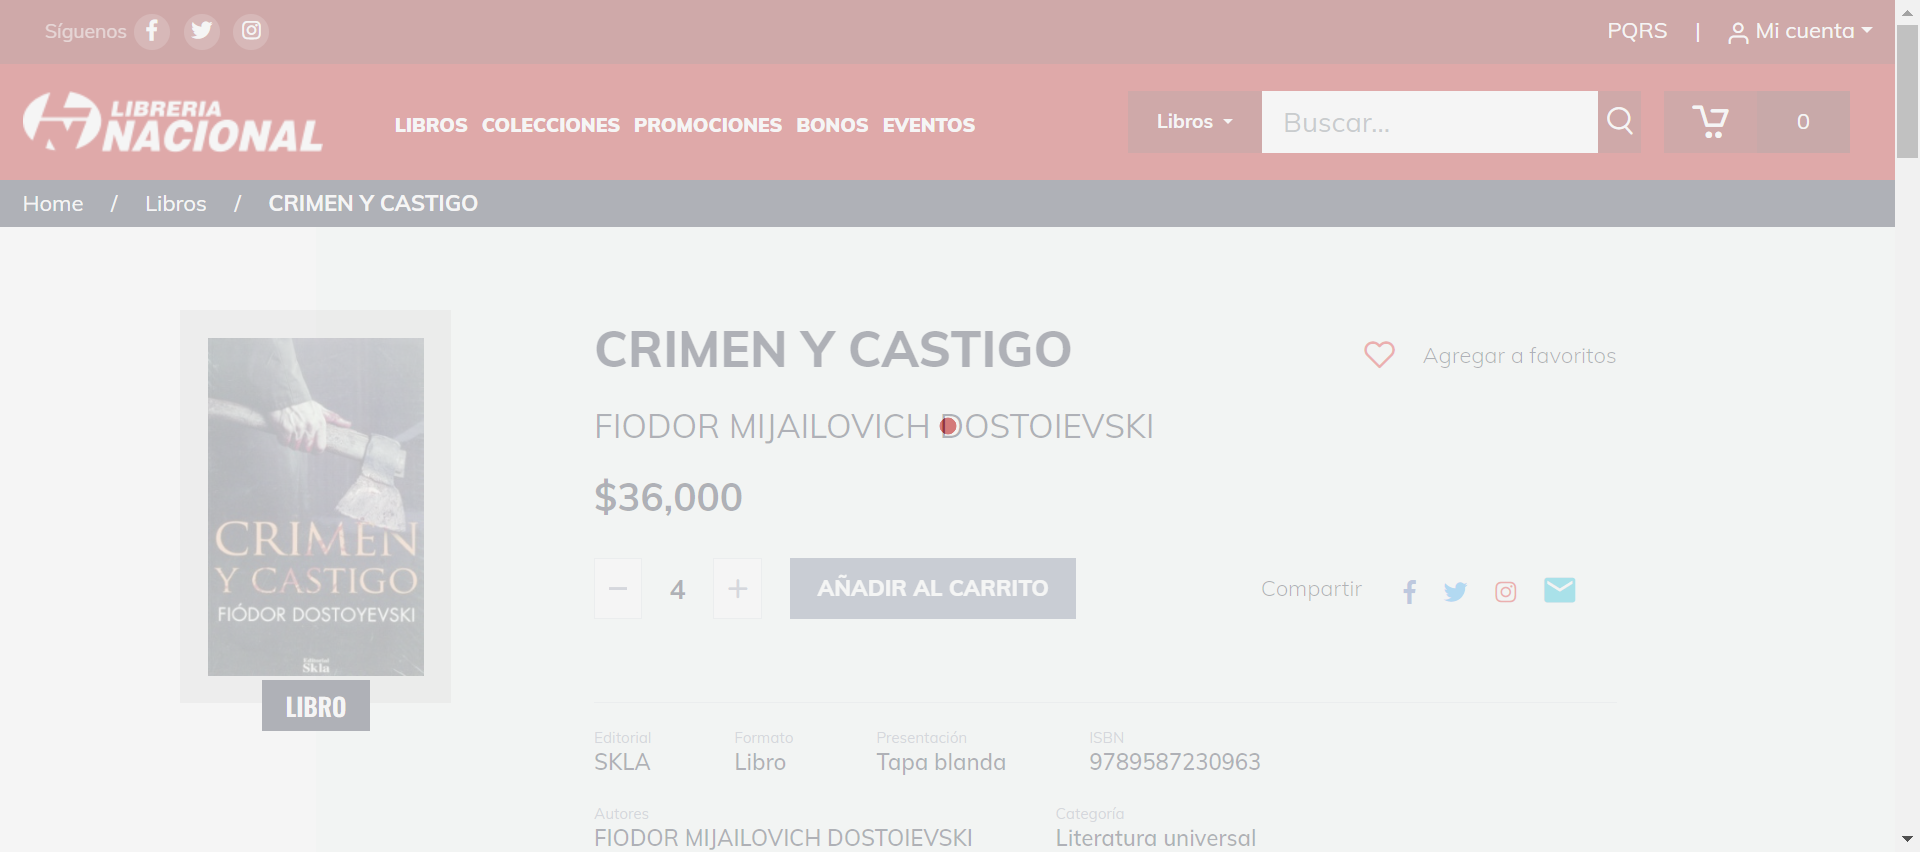 Síguenos
PQRS | Mi cuenta
LIBRERIA
NACIONAL
LIBROS COLECCIONES PROMOCIONES BONOS EVENTOS
Libros
Buscar...
0
Home / Libros / CRIMEN Y CASTIGO
CRIMEN
Y CASTIGO
FIÓDOR DOSTOYEVSKI
Editorial
Skla
LIBRO
CRIMEN Y CASTIGO
Agregar a favoritos
FIODOR MIJAILOVICH DOSTOIEVSKI
$36,000
− 4 +
AÑADIR AL CARRITO
Compartir
Editorial Formato Presentación ISBN
SKLA Libro Tapa blanda 9789587230963
Autores Categoría
FIODOR MIJAILOVICH DOSTOIEVSKI Literatura universal